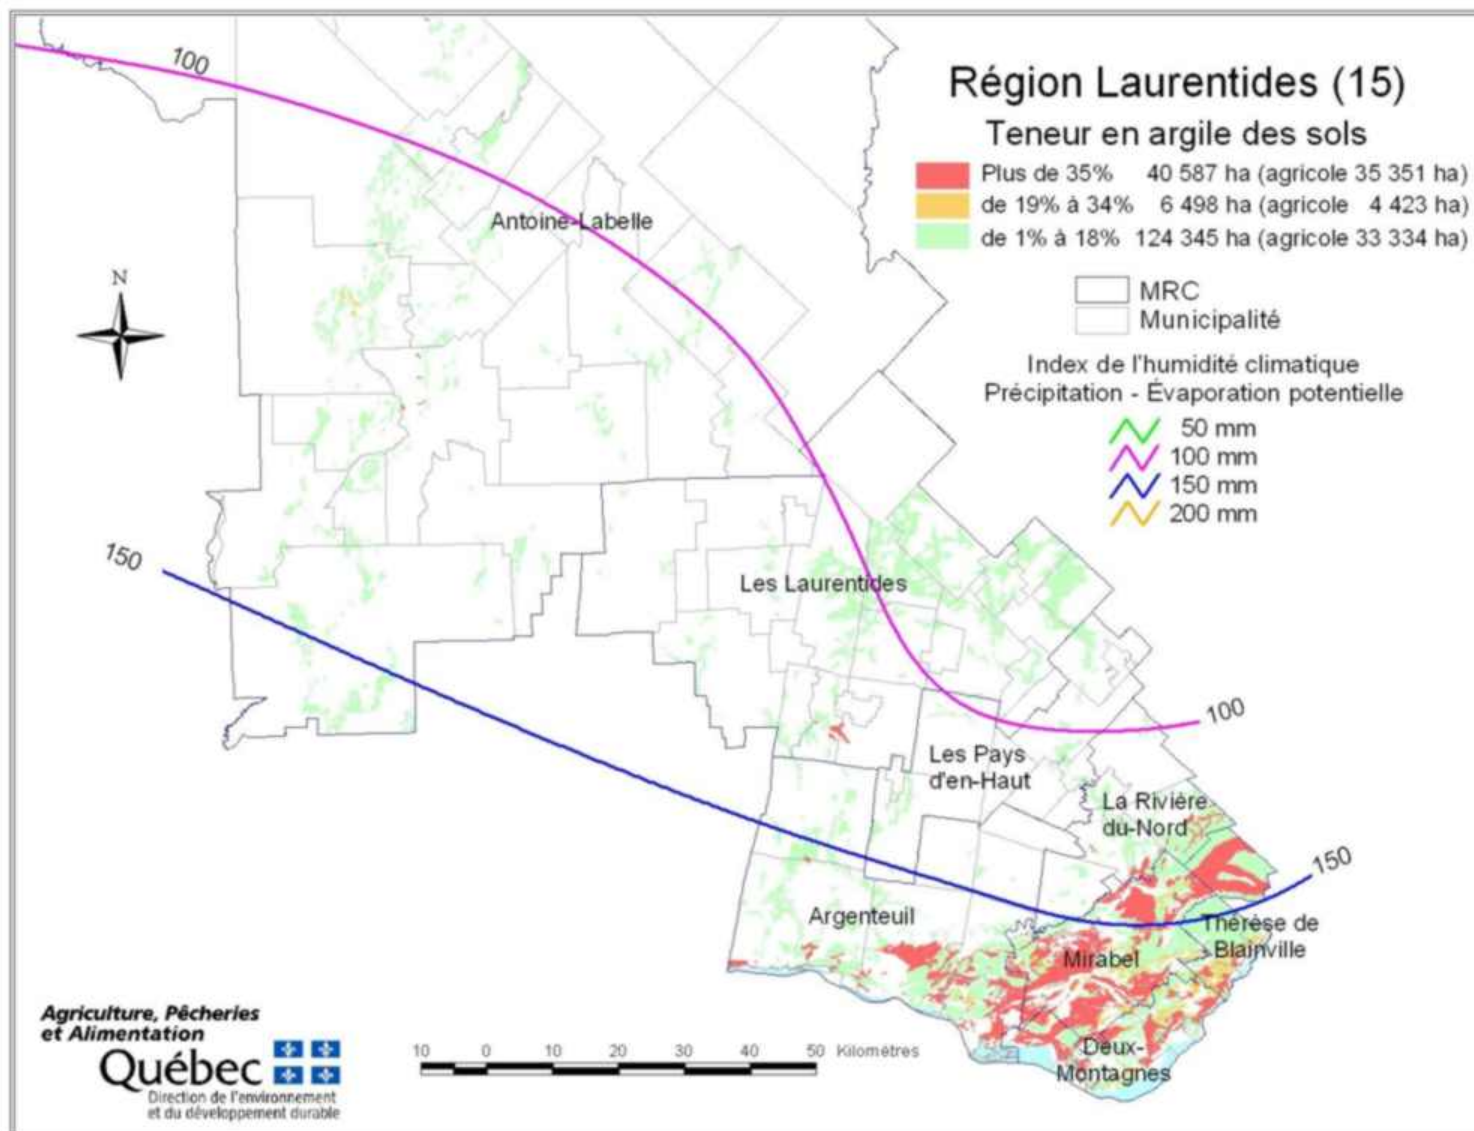 Région Laurentides (15)
Teneur en argile des sols
Plus de 35% 40 587 ha (agricole 35 351 ha)
de 19% à 34% 6 498 ha (agricole 4 423 ha)
de 1% à 18% 124 345 ha (agricole 33 334 ha)
MRC
Municipalité
Index de l'humidité climatique
Précipitation - Évaporation potentielle
50 mm
100 mm
150 mm
200 mm
100
Antoine-Labelle
N
150
Les Laurentides
100
Les Pays
d'en-Haut
La Rivière
du-Nord
150
Argenteuil
Thérèse de
Blainville
Mirabel
Deux-
Montagnes
Agriculture, Pêcheries
et Alimentation
Québec
Direction de l'environnement
et du développement durable
10 0 10 20 30 40 50 Kilomètres